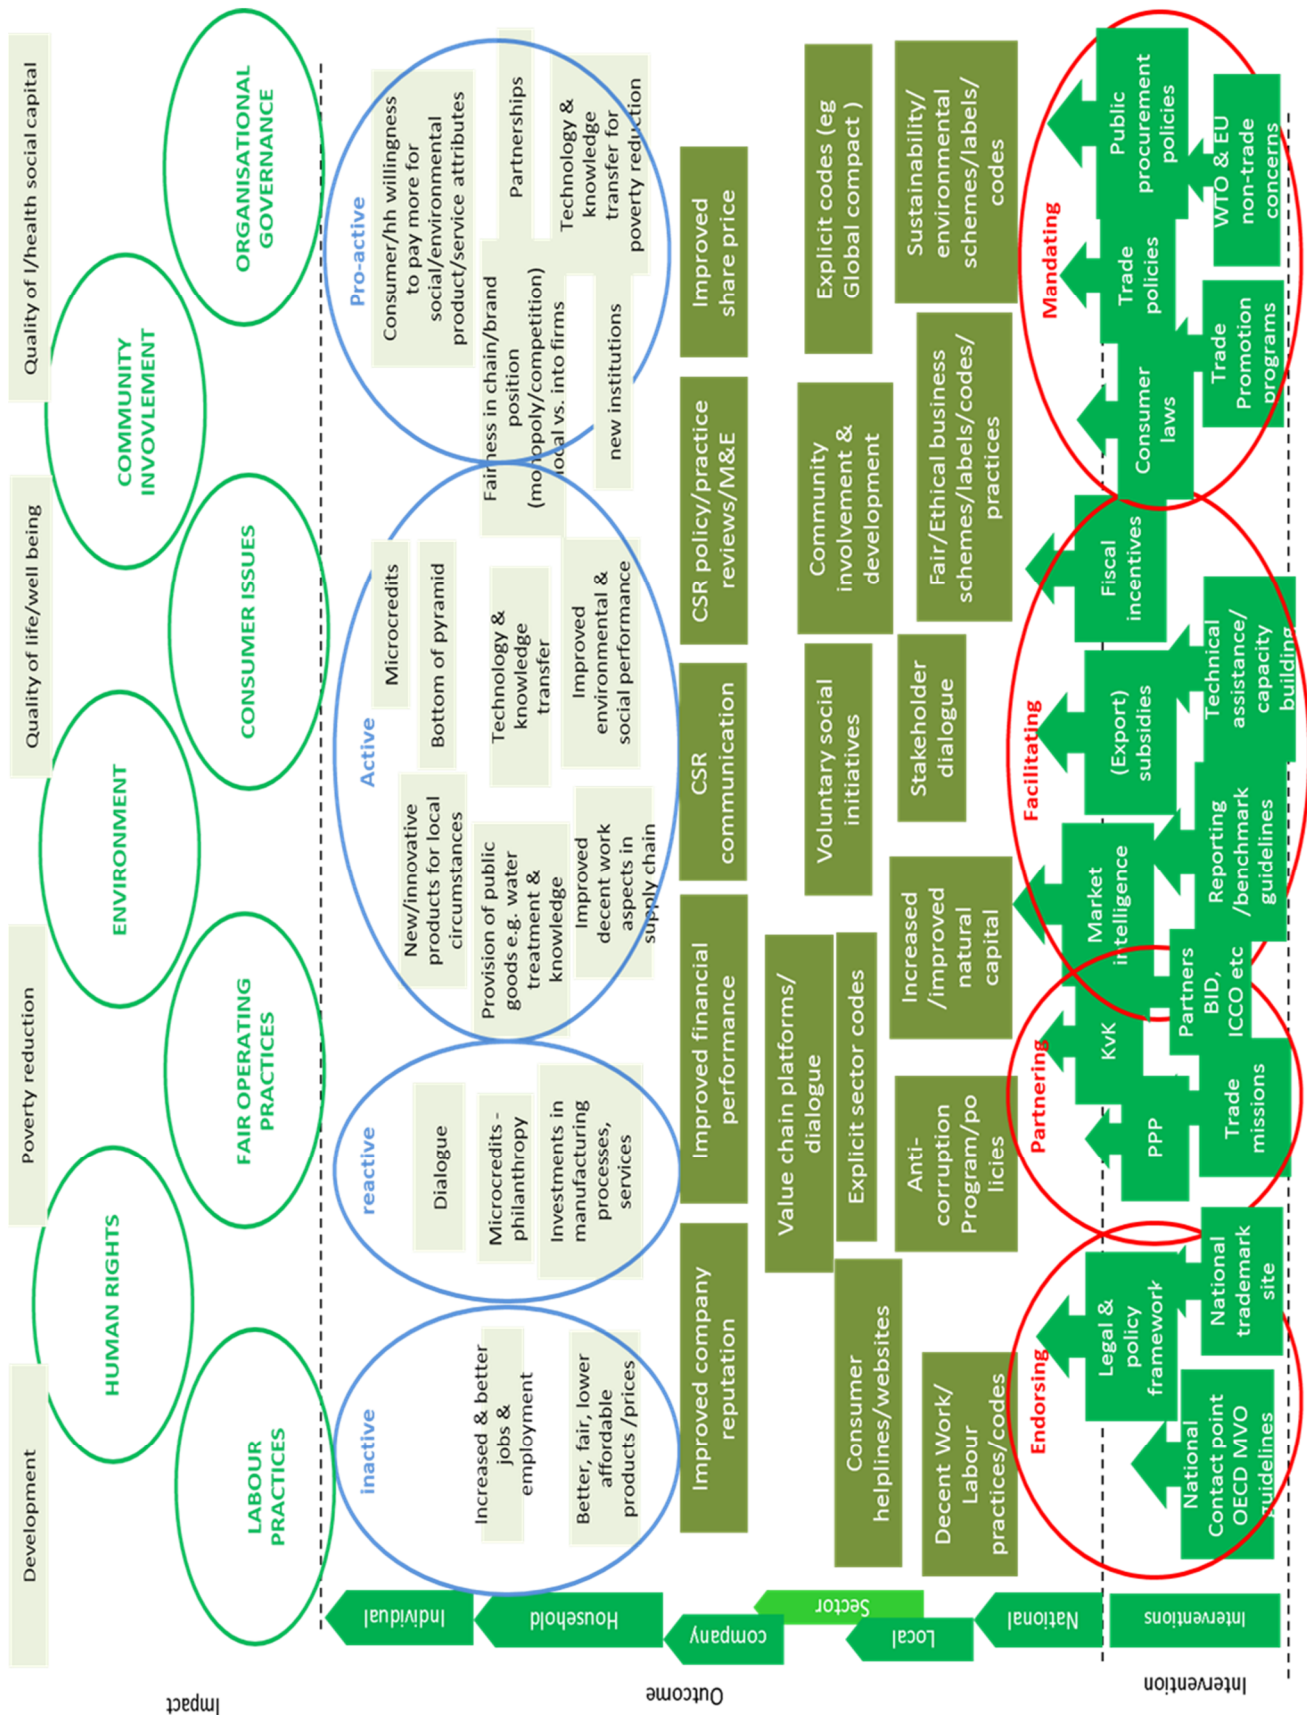 Impact
Development
Poverty reduction
Quality of life/well being
Quality of l/health social capital
HUMAN RIGHTS
ENVIRONMENT
COMMUNITY
INVOVLEMENT
LABOUR
PRACTICES
FAIR OPERATING
PRACTICES
CONSUMER ISSUES
ORGANISATIONAL
GOVERNANCE
Outcome
Individual
Household
company
Sector
Local
National
inactive
Increased & better
jobs &
employment
Better, fair, lower
affordable
products /prices
reactive
Dialogue
Microcredits -
philanthropy
Investments in
manufacturing
processes,
services
Active
New/innovative
products for local
circumstances
Provision of public
goods e.g. water
treatment &
knowledge
Improved
decent work
aspects in
supply chain
Microcredits
Bottom of pyramid
Technology &
knowledge
transfer
Improved
environmental &
social performance
Pro-active
Consumer/hh willingness
to pay more for
social/environmental
product/service attributes
Fairness in chain/brand
position
(monopoly/competition)
local vs. into firms
new institutions
Partnerships
Technology &
knowledge
transfer for
poverty reduction
Improved company
reputation
Improved financial
performance
CSR
communication
CSR policy/practice
reviews/M&E
Improved
share price
Value chain platforms/
dialogue
Explicit sector codes
Voluntary social
initiatives
Community
involvement &
development
Explicit codes (eg
Global compact )
Consumer
helplines/websites
Decent Work/
Labour
practices/codes
Anti-
corruption
Program/po
licies
Increased
/improved
natural
capital
Stakeholder
dialogue
Fair/Ethical business
schemes/labels/codes/
practices
Sustainability/
environmental
schemes/labels/
codes
Intervention
Interventions
Endorsing
National
Contact point
OECD MVO
guidelines
Legal &
policy
framework
National
trademark
site
Partnering
PPP
KvK
Trade
missions
Partners
BID,
ICCO etc
Facilitating
Market
intelligence
Reporting
/benchmark
guidelines
(Export)
subsidies
Technical
assistance/
capacity
building
Fiscal
incentives
Mandating
Consumer
laws
Trade
policies
Public
procurement
policies
Trade
Promotion
programs
WTO & EU
non-trade
concerns